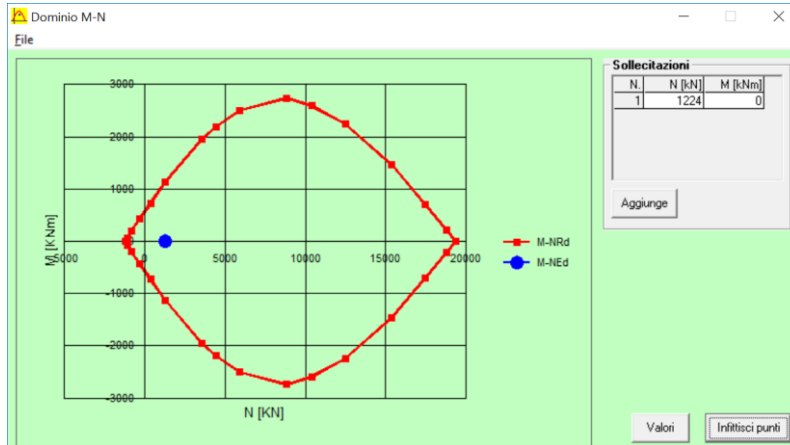 Dominio M-N
File
3000
2000
1000
-5000 0 5000 10000 15000 20000
-1000
-2000
-3000
M [KNm]
N [KN]
M-NRd
M-NEd
Sollecitazioni
N. N [kN] M [kNm]
1 1224 0
Aggiunge
Valori Infittisci punti